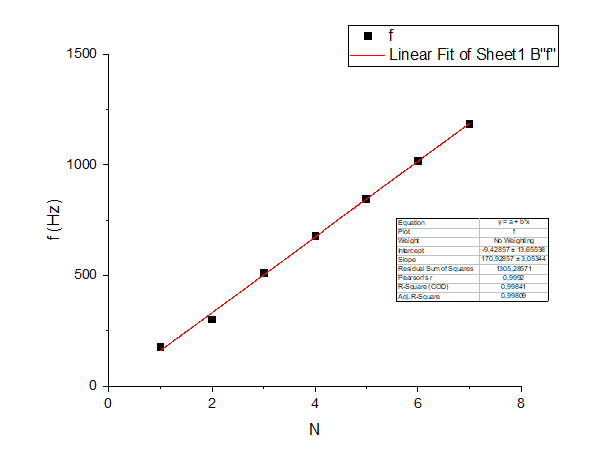 f
Linear Fit of Sheet1 B"f"
1500
1000
500
0
f (Hz)
0 2 4 6 8
N
Equation y = a + b*x
Plot f
Weight No Weighting
Intercept -9,42857 ± 13,65538
Slope 170,92857 ± 3,05344
Residual Sum of Squares 1305,28571
Pearson's r 0,9992
R-Square (COD) 0,99841
Adj. R-Square 0,99809